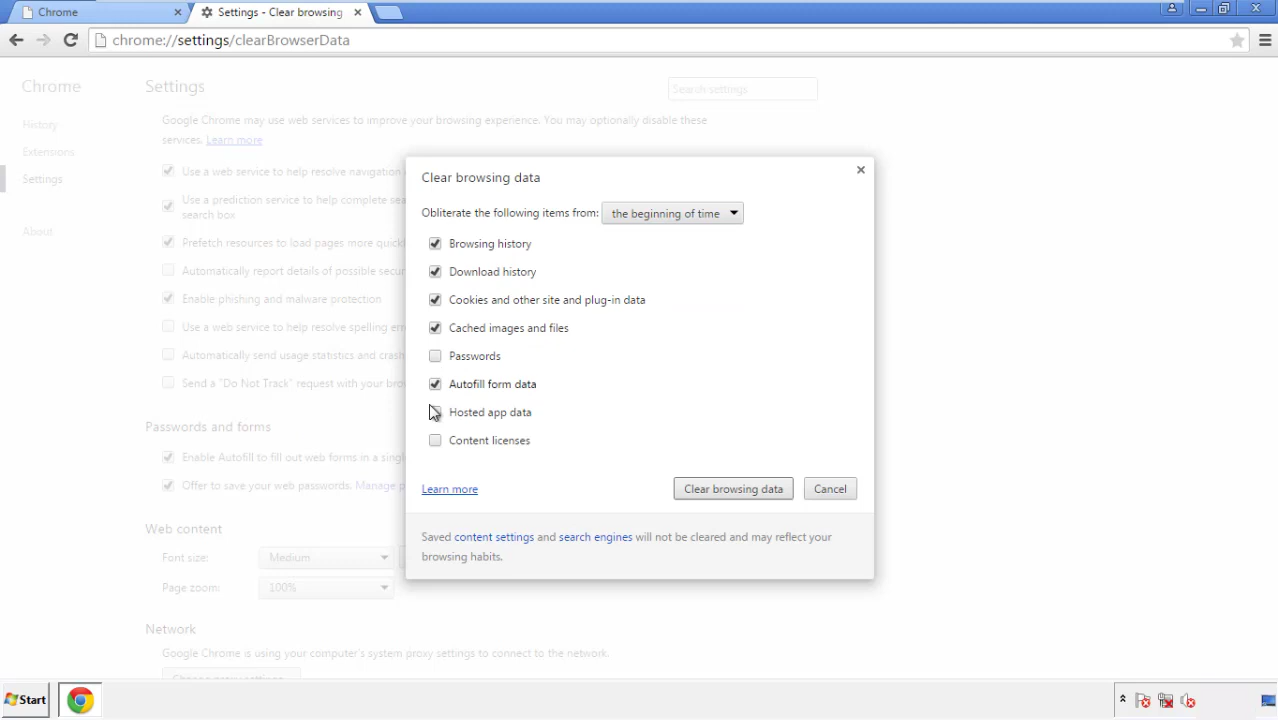 Chrome
Settings - Clear browsing
chrome://settings/clearBrowserData
Chrome
History
Extensions
Settings
About
Settings
Search settings
Google Chrome may use web services to improve your browsing experience. You may optionally disable these
services. Learn more
Use a web service to help resolve navigation
Use a prediction service to help complete
search box
Prefetch resources to load pages more
Automatically report details of possible
Enable phishing and malware protection
Use a web service to help resolve spelling
Automatically send usage statistics and
Send a "Do Not Track" request with your
Passwords and forms
Enable Autofill to fill out web forms in a
Offer to save your web passwords. Manage
Web content
Font size: Medium
Page zoom: 100%
Network
Google Chrome is using your computer's system proxy settings to connect to the network.
Clear browsing data
Obliterate the following items from: the beginning of time
Browsing history
Download history
Cookies and other site and plug-in data
Cached images and files
Passwords
Autofill form data
Hosted app data
Content licenses
Learn more
Clear browsing data
Cancel
Saved content settings and search engines will not be cleared and may reflect your
browsing habits.
Start